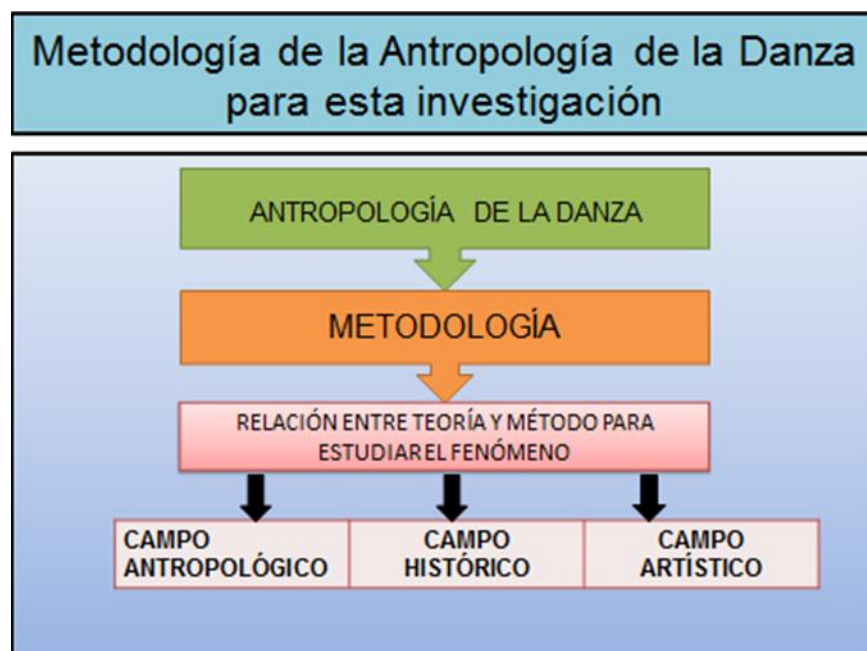 Metodología de la Antropología de la Danza
para esta investigación
ANTROPOLOGÍA DE LA DANZA
METODOLOGÍA
RELACIÓN ENTRE TEORÍA Y MÉTODO PARA
ESTUDIAR EL FENÓMENO
CAMPO
ANTROPOLÓGICO
CAMPO
HISTÓRICO
CAMPO
ARTÍSTICO